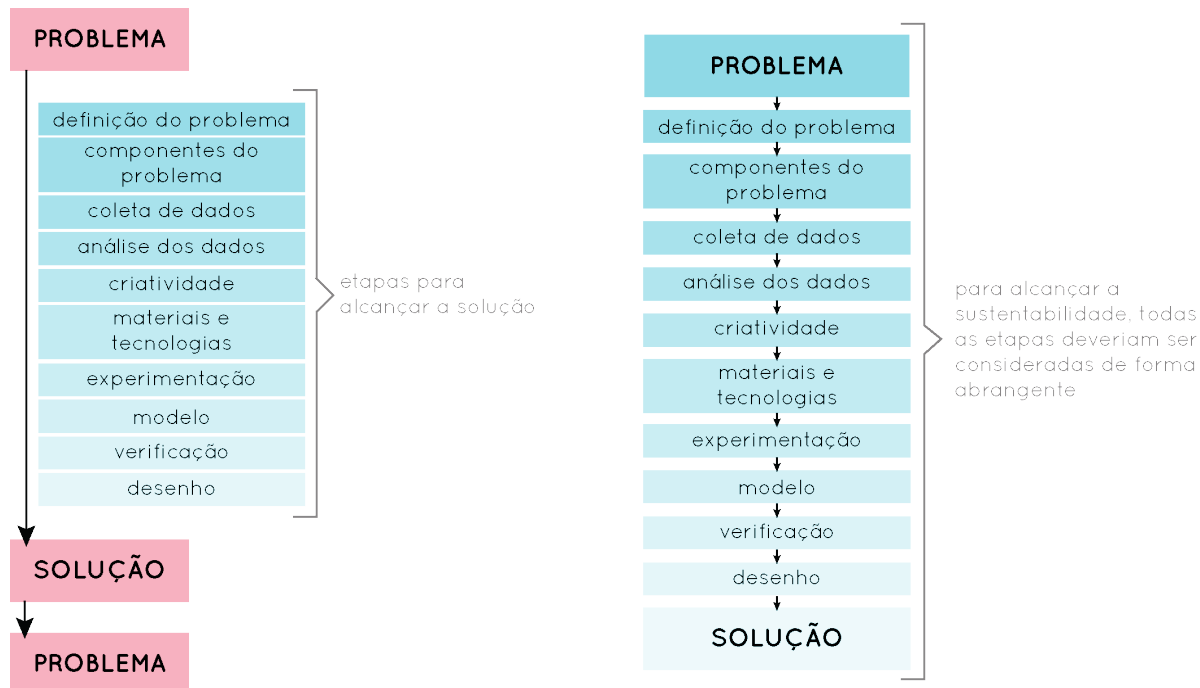 PROBLEMA
definição do problema
componentes do
problema
coleta de dados
análise dos dados
criatividade
materiais e
tecnologias
experimentação
modelo
verificação
desenho
etapas para
alcançar a solução
SOLUÇÃO
PROBLEMA
PROBLEMA
definição do problema
componentes do
problema
coleta de dados
análise dos dados
criatividade
materiais e
tecnologias
experimentação
modelo
verificação
desenho
SOLUÇÃO
para alcançar a
sustentabilidade, todas
as etapas deveriam ser
consideradas de forma
abrangente